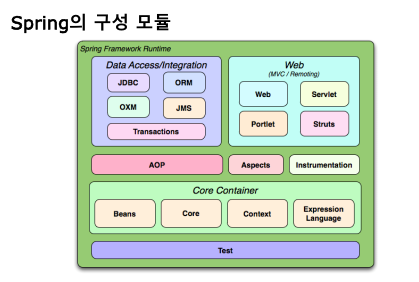 Spring의 구성 모듈
Spring Framework Runtime
Data Access/Integration
JDBC
ORM
OXM
JMS
Transactions
Web
(MVC / Remoting)
Web
Servlet
Portlet
Struts
AOP
Aspects
Instrumentation
Core Container
Beans
Core
Context
Expression
Language
Test